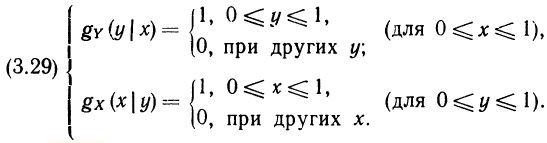 g_Y (y | x) = { 1, 0 ⩽ y ⩽ 1,
0, при других y; (для 0 ⩽ x ⩽ 1),
(3.29)
g_X (x | y) = { 1, 0 ⩽ x ⩽ 1,
0, при других x. (для 0 ⩽ y ⩽ 1).